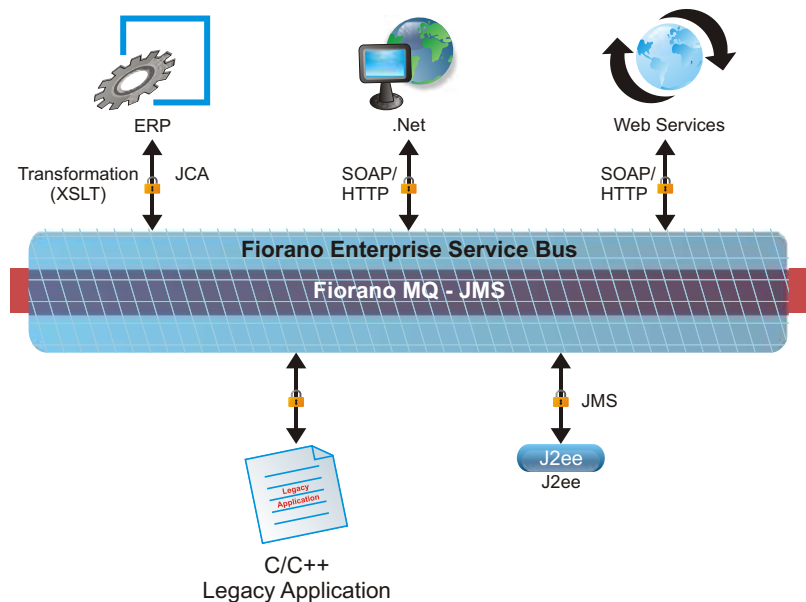 ERP
.Net
Web Services
Transformation
(XSLT)
JCA
SOAP/
HTTP
SOAP/
HTTP
Fiorano Enterprise Service Bus
Fiorano MQ - JMS
JMS
Legacy
Application
J2ee
J2ee
C/C++
Legacy Application